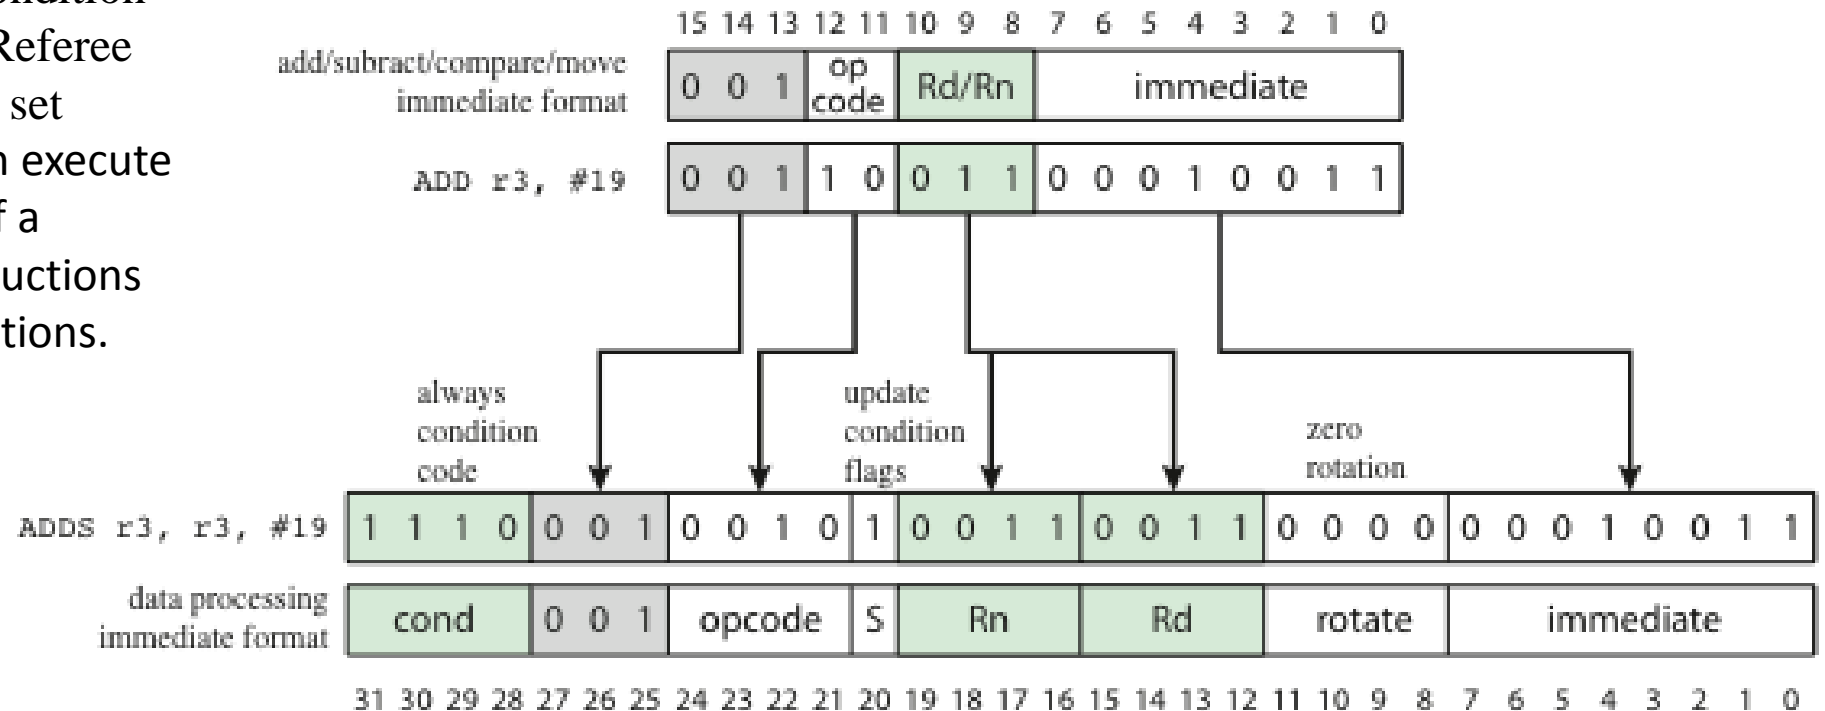 ondition
Referee
set
n execute
f a
uctions
tions.
15 14 13 12 11 10 9 8 7 6 5 4 3 2 1 0
add/subract/compare/move
immediate format
0 0 1 op code Rd/Rn immediate
ADD r3, #19 0 0 1 1 0 0 1 1 0 0 0 1 0 0 1 1
always
condition
code
update
condition
flags
zero
rotation
ADDS r3, r3, #19 1 1 1 0 0 0 1 0 0 1 0 1 0 0 1 1 0 0 1 1 0 0 0 0 0 0 0 1 0 0 1 1
data processing
immediate format
cond 0 0 1 opcode S Rn Rd rotate immediate
31 30 29 28 27 26 25 24 23 22 21 20 19 18 17 16 15 14 13 12 11 10 9 8 7 6 5 4 3 2 1 0